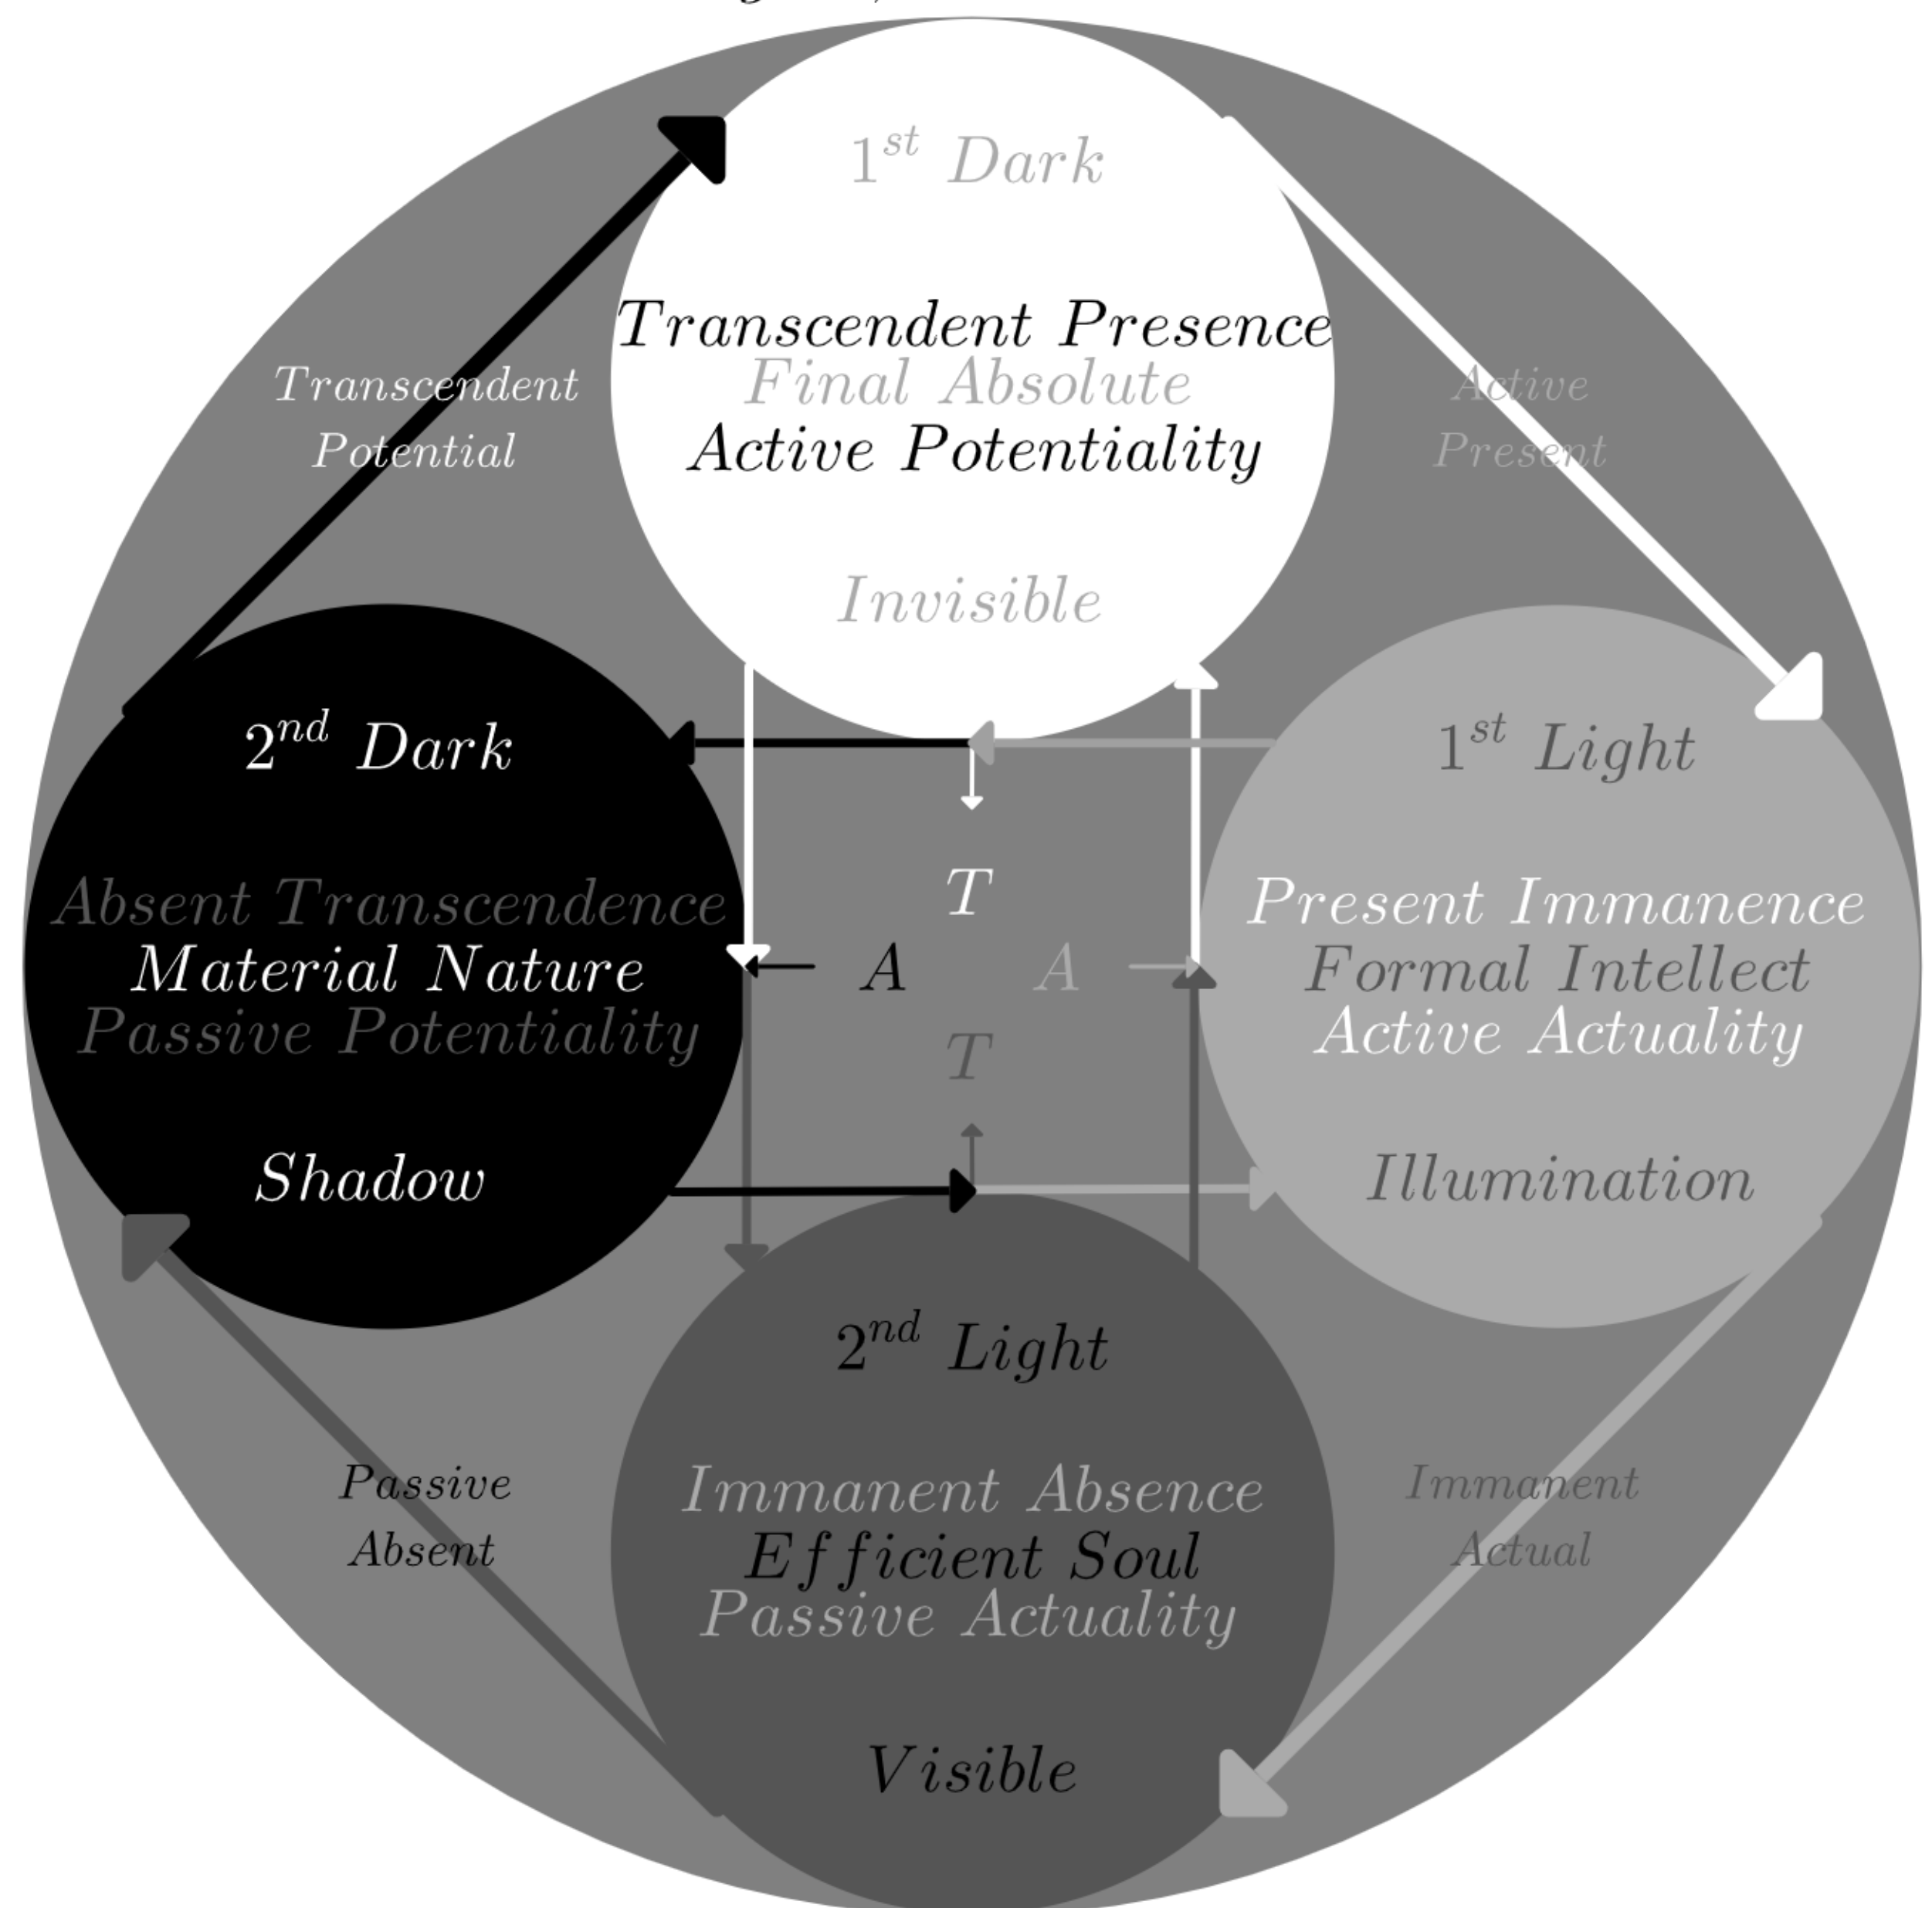 1st Dark
Transcendent Presence
Final Absolute
Active Potentiality
Invisible
Transcendent
Potential
Active
Present
2nd Dark
Absent Transcendence
Material Nature
Passive Potentiality
Shadow
T
A A
T
1st Light
Present Immanence
Formal Intellect
Active Actuality
Illumination
2nd Light
Immanent Absence
Efficient Soul
Passive Actuality
Visible
Passive
Absent
Immanent
Actual